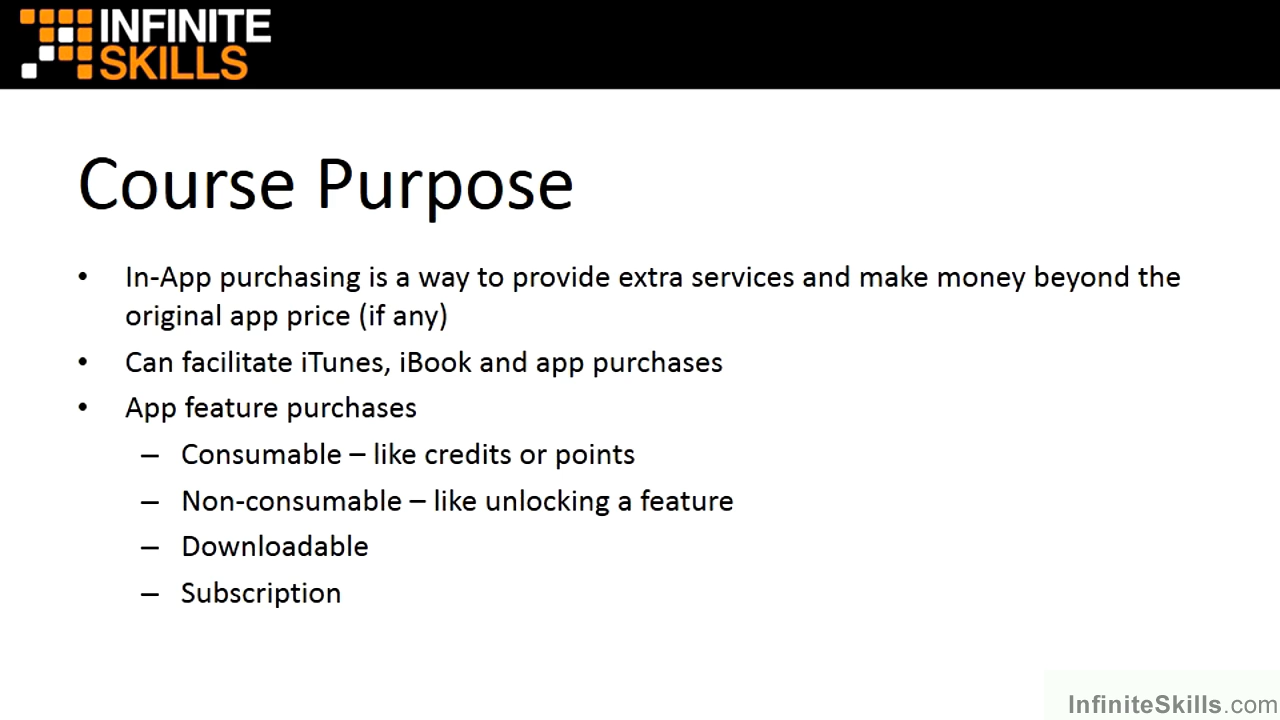 INFINITE
SKILLS
Course Purpose
• In-App purchasing is a way to provide extra services and make money beyond the
original app price (if any)
• Can facilitate iTunes, iBook and app purchases
• App feature purchases
– Consumable – like credits or points
– Non-consumable – like unlocking a feature
– Downloadable
– Subscription
InfiniteSkills.com